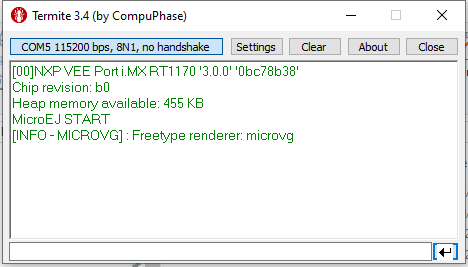 Termite 3.4 (by CompuPhase)
COM5 115200 bps, 8N1, no handshake Settings Clear About Close
[00]NXP VEE Port i.MX RT1170 '3.0.0' '0bc78b38'
Chip revision: b0
Heap memory available: 455 KB
MicroEJ START
[INFO - MICROVG] : Freetype renderer: microvg